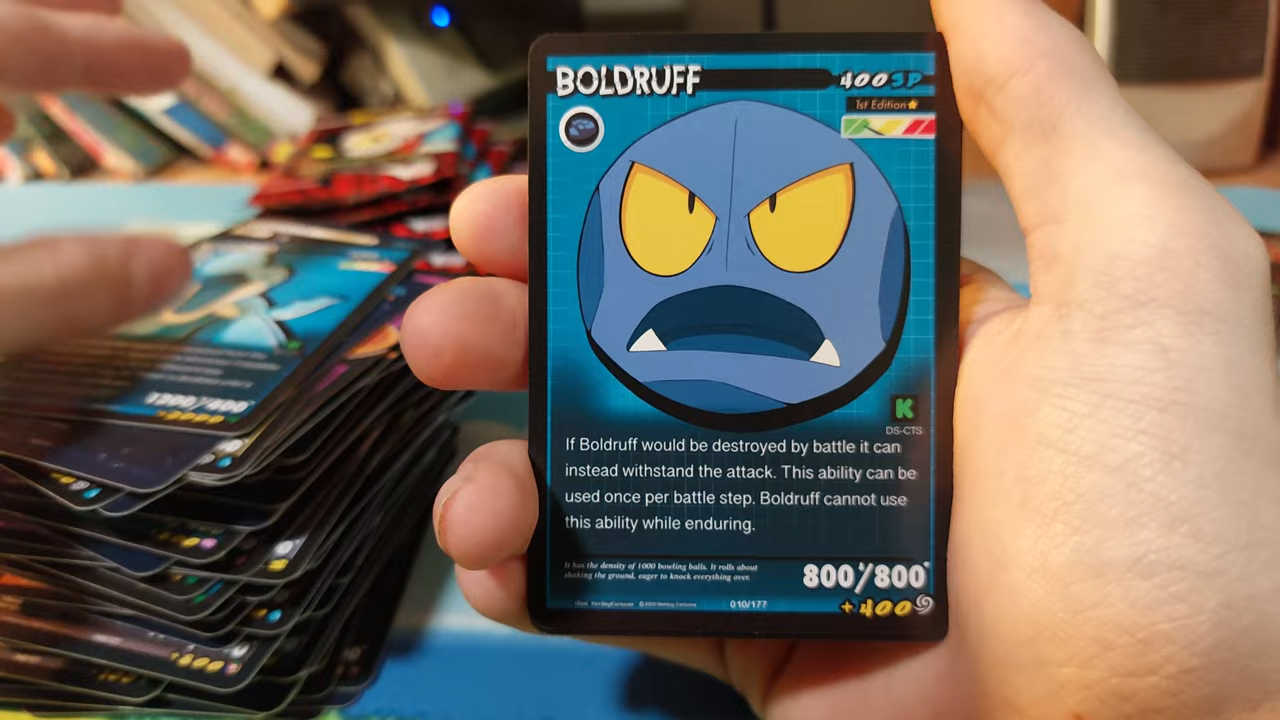 BOLDRUFF
400SP
1st Edition
K
DS-CTS
If Boldruff would be destroyed by battle it can
instead withstand the attack. This ability can be
used once per battle step. Boldruff cannot use
this ability while enduring.
It has the density of 1000 bowling balls. It rolls about
shaking the ground, eager to knock everything over.
800/800
010/177
+400